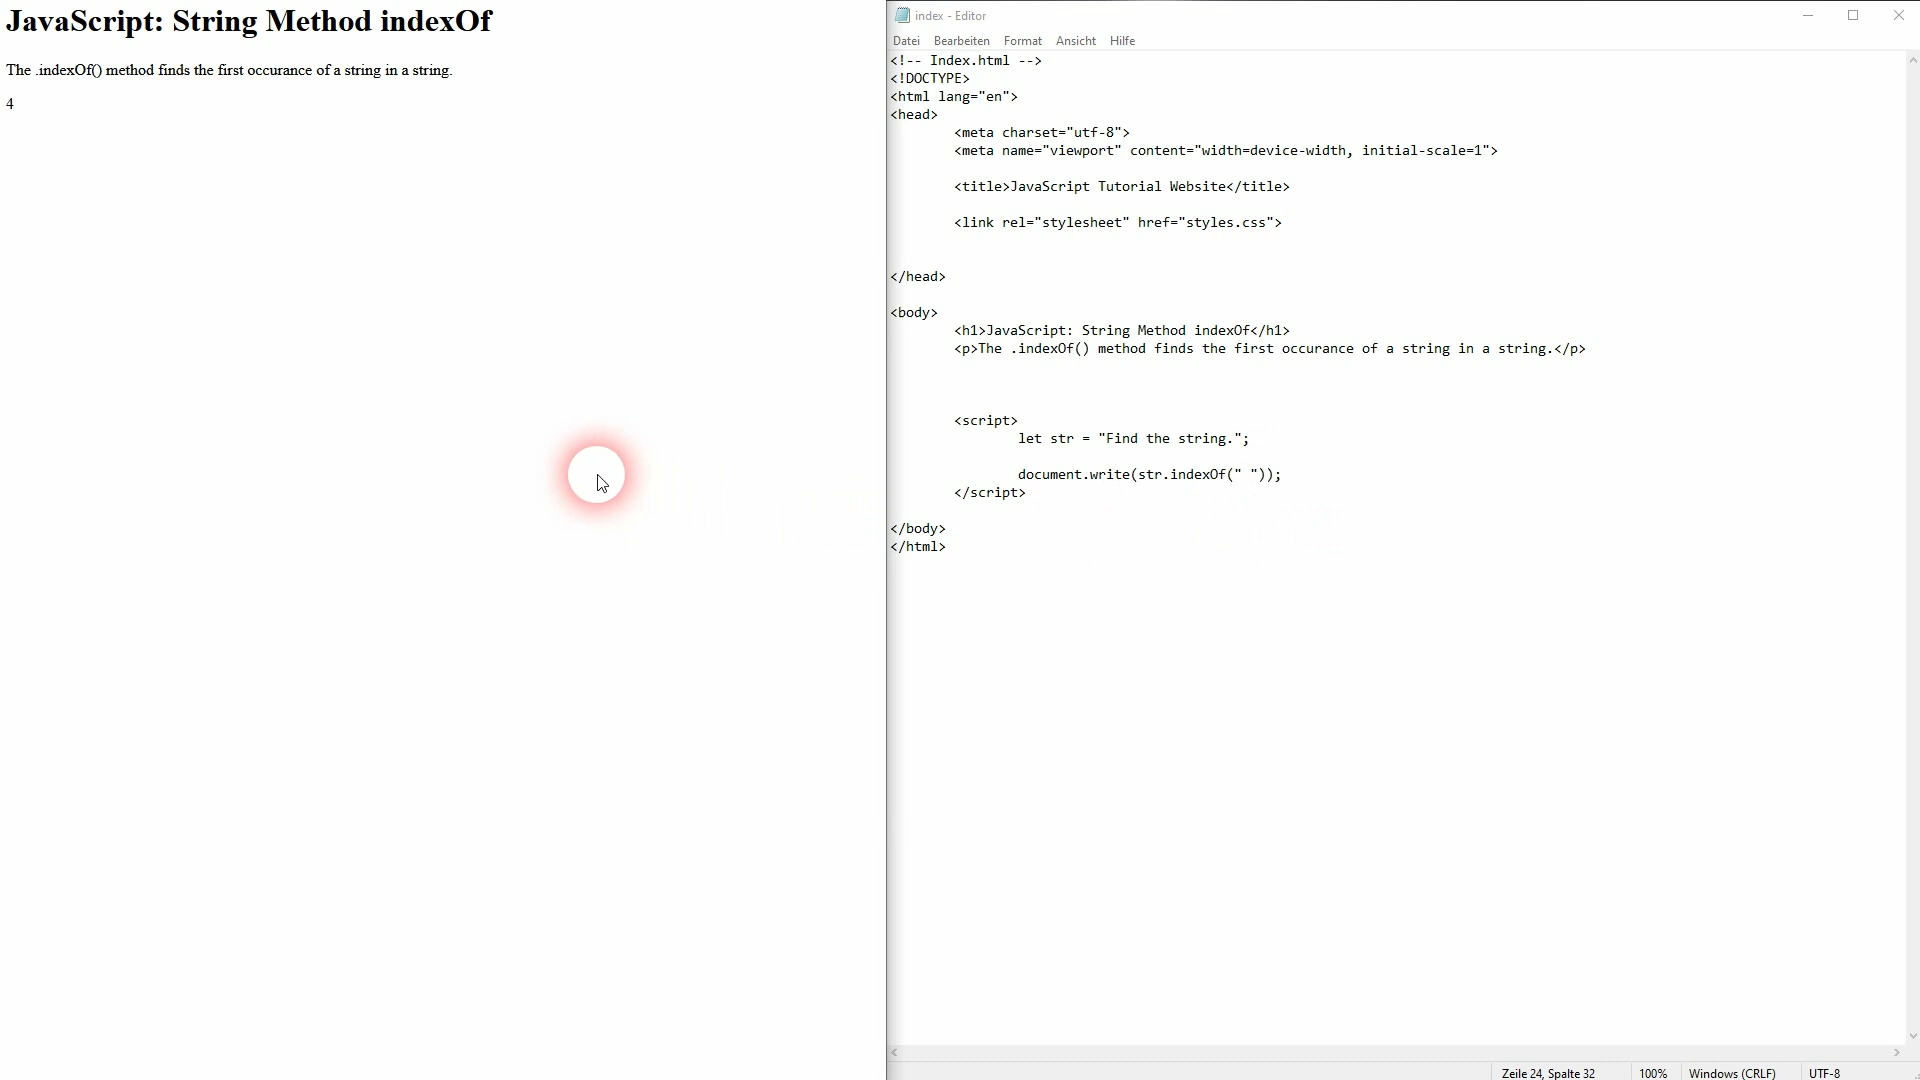 JavaScript: String Method indexOf
The .indexOf() method finds the first occurance of a string in a string.
4
index - Editor
Datei Bearbeiten Format Ansicht Hilfe
<!-- Index.html -->
<!DOCTYPE>
<html lang="en">
<head>
<meta charset="utf-8">
<meta name="viewport" content="width=device-width, initial-scale=1">
<title>JavaScript Tutorial Website</title>
<link rel="stylesheet" href="styles.css">
</head>
<body>
<h1>JavaScript: String Method indexOf</h1>
<p>The .indexOf() method finds the first occurance of a string in a string.</p>
<script>
let str = "Find the string.";
document.write(str.indexOf(" "));
</script>
</body>
</html>
Zeile 24, Spalte 32 100% Windows (CRLF) UTF-8